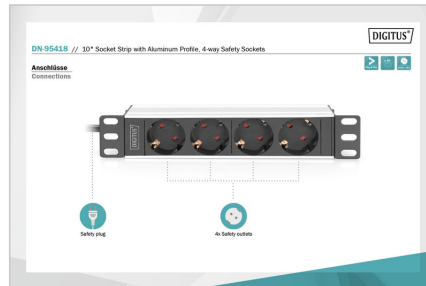 DIGITUS®
DN-95418 // 10" Socket Strip with Aluminum Profile, 4-way Safety Sockets
Anschlüsse
Connections
DIGITUS
Safety plug
4x Safety outlets